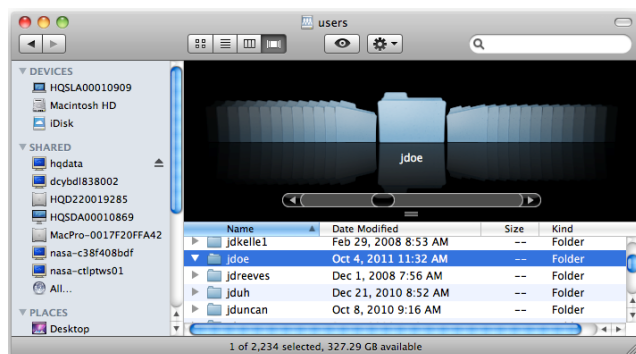 users
DEVICES
HQSLA00010909
Macintosh HD
iDisk
SHARED
hqdata
dcybdl838002
HQD220019285
HQSDA00010869
MacPro-0017F20FFA42
nasa-c38f408bdf
nasa-ctlptws01
All...
PLACES
Desktop
jdoe
Name Date Modified Size Kind
jdkelle1 Feb 29, 2008 8:53 AM -- Folder
jdoe Oct 4, 2011 11:32 AM -- Folder
jdreeves Dec 1, 2008 7:56 AM -- Folder
jduh Dec 21, 2010 8:52 AM -- Folder
jduncan Oct 8, 2010 9:16 AM -- Folder
1 of 2,234 selected, 327.29 GB available